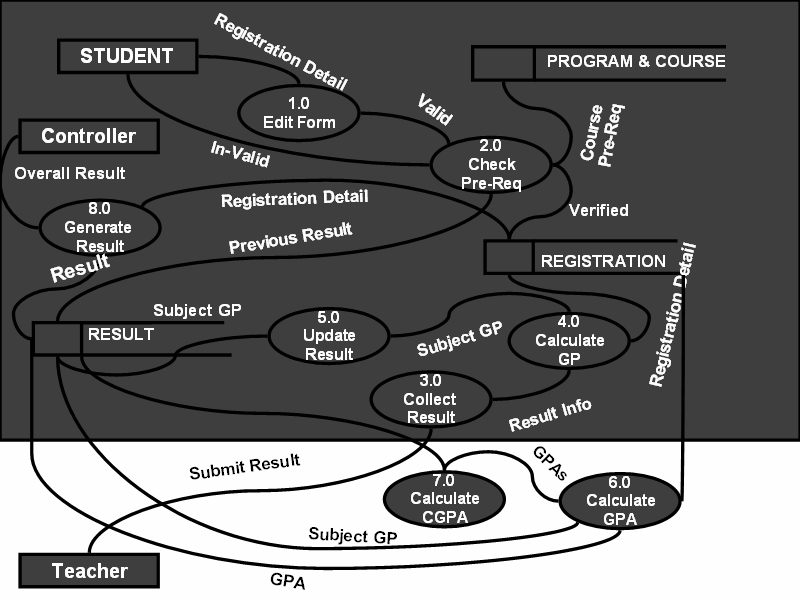 Registration Detail
STUDENT
PROGRAM & COURSE
1.0
Edit Form
Valid
Course
Pre-Req
Controller
In-Valid
2.0
Check
Pre-Req
Overall Result
Registration Detail
8.0
Generate
Result
Verified
Previous Result
Result
REGISTRATION
Registration Detail
Subject GP
RESULT
5.0
Update
Result
Subject GP
4.0
Calculate
GP
3.0
Collect
Result
Result Info
Submit Result
GPAs
7.0
Calculate
CGPA
6.0
Calculate
GPA
Subject GP
Teacher
GPA